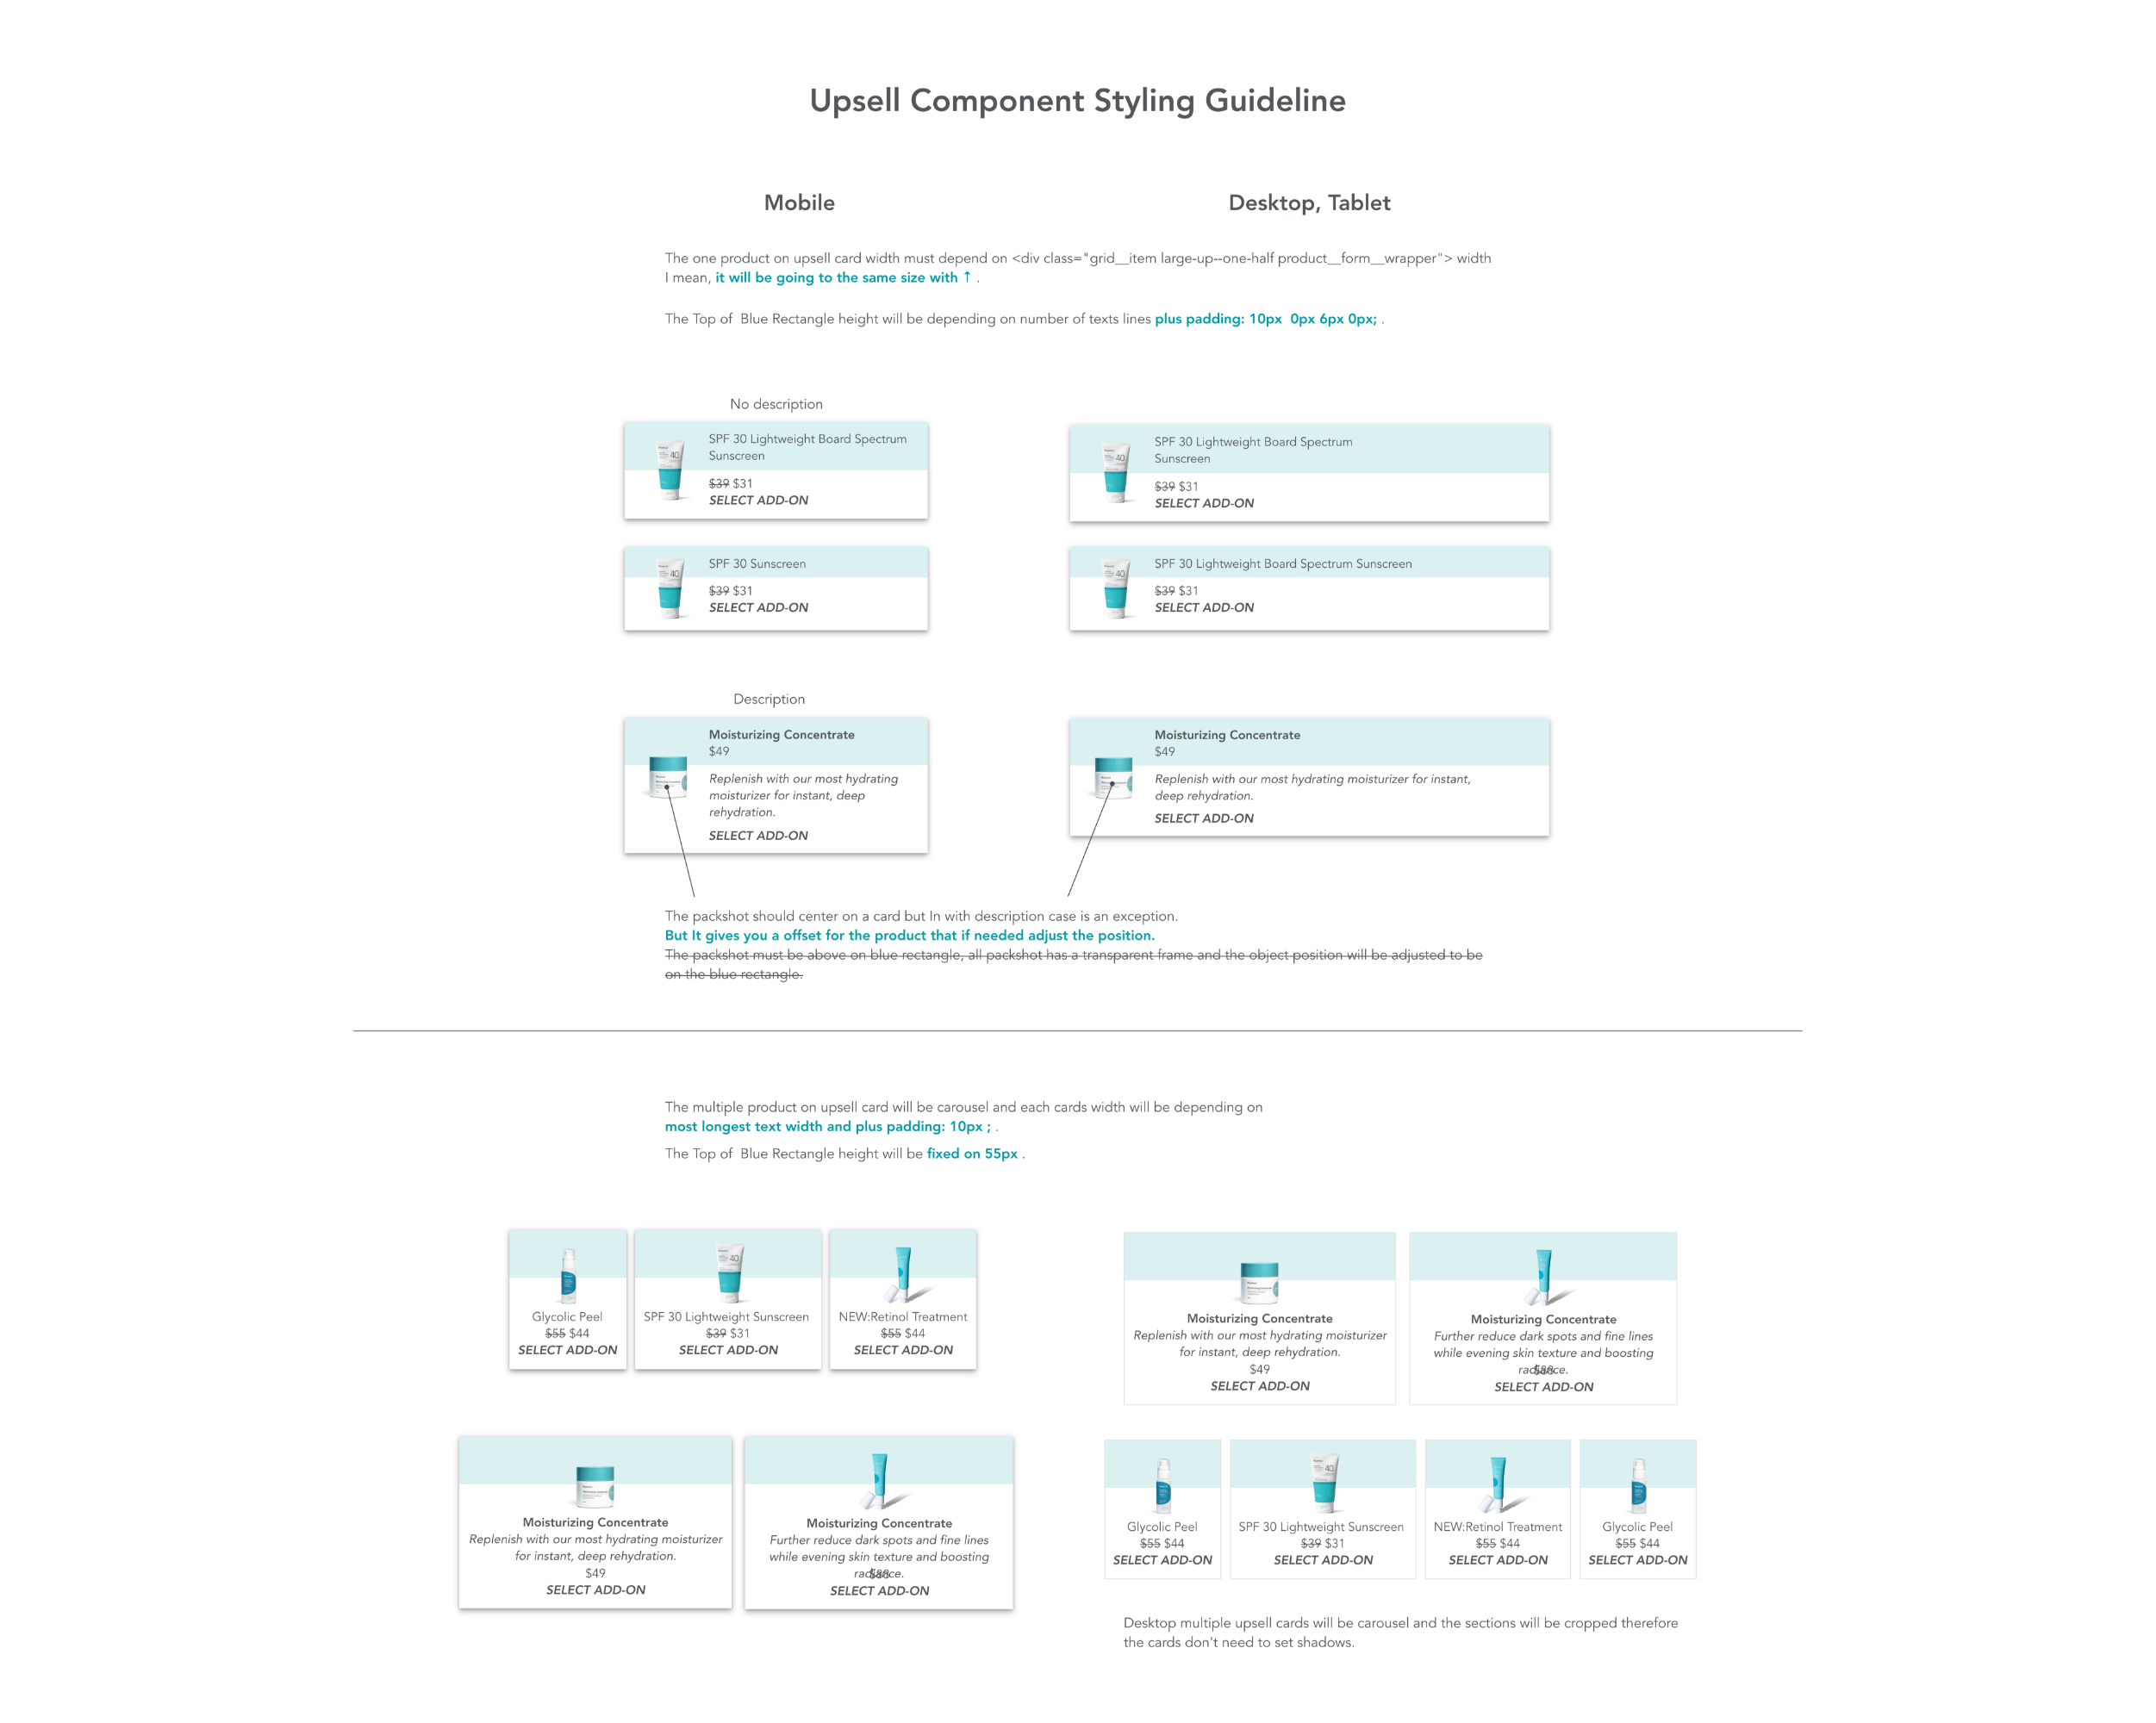 Upsell Component Styling Guideline
Mobile
Desktop, Tablet
The one product on upsell card width must depend on <div class="grid__item large-up--one-half product__form__wrapper"> width
I mean, it will be going to the same size with ↑ .
The Top of  Blue Rectangle height will be depending on number of texts lines plus padding: 10px  0px 6px 0px; .
No description
SPF 30 Lightweight Board Spectrum
Sunscreen
$39 $31
SELECT ADD-ON
SPF 30 Lightweight Board Spectrum
Sunscreen
$39 $31
SELECT ADD-ON
SPF 30 Sunscreen
$39 $31
SELECT ADD-ON
SPF 30 Lightweight Board Spectrum Sunscreen
$39 $31
SELECT ADD-ON
Description
Moisturizing Concentrate
$49
Replenish with our most hydrating
moisturizer for instant, deep
rehydration.
SELECT ADD-ON
Moisturizing Concentrate
$49
Replenish with our most hydrating moisturizer for instant,
deep rehydration.
SELECT ADD-ON
The packshot should center on a card but In with description case is an exception.
But It gives you a offset for the product that if needed adjust the position.
The packshot must be above on blue rectangle, all packshot has a transparent frame and the object position will be adjusted to be
on the blue rectangle.
The multiple product on upsell card will be carousel and each cards width will be depending on
most longest text width and plus padding: 10px ; .
The Top of  Blue Rectangle height will be fixed on 55px .
Glycolic Peel
$55 $44
SELECT ADD-ON
SPF 30 Lightweight Sunscreen
$39 $31
SELECT ADD-ON
NEW:Retinol Treatment
$55 $44
SELECT ADD-ON
Moisturizing Concentrate
Replenish with our most hydrating moisturizer
for instant, deep rehydration.
$49
SELECT ADD-ON
Moisturizing Concentrate
Further reduce dark spots and fine lines
while evening skin texture and boosting
radiance.
$88
SELECT ADD-ON
Moisturizing Concentrate
Replenish with our most hydrating moisturizer
for instant, deep rehydration.
$49
SELECT ADD-ON
Moisturizing Concentrate
Further reduce dark spots and fine lines
while evening skin texture and boosting
radiance.
$88
SELECT ADD-ON
Glycolic Peel
$55 $44
SELECT ADD-ON
SPF 30 Lightweight Sunscreen
$39 $31
SELECT ADD-ON
NEW:Retinol Treatment
$55 $44
SELECT ADD-ON
Glycolic Peel
$55 $44
SELECT ADD-ON
Desktop multiple upsell cards will be carousel and the sections will be cropped therefore
the cards don't need to set shadows.